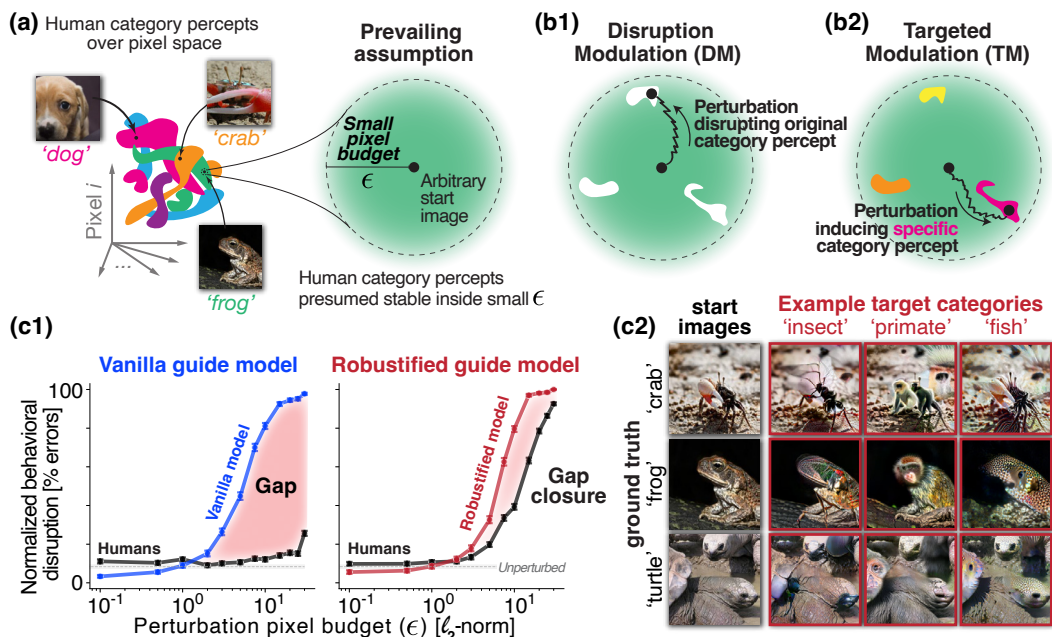 (a)
Human category percepts
over pixel space
'dog'
'crab'
Pixel i
...
'frog'
Prevailing
assumption
Small
pixel
budget
ϵ
Arbitrary
start
image
Human category percepts
presumed stable inside small ϵ
(b1)
Disruption
Modulation (DM)
Perturbation
disrupting original
category percept
(b2)
Targeted
Modulation (TM)
Perturbation
inducing specific
category percept
(c1)
Vanilla guide model
Normalized behavioral
disruption [% errors]
100
0
Vanilla model
Gap
Humans
10⁻¹ 10⁰ 10¹
Robustified guide model
Robustified model
Gap
closure
Humans
Unperturbed
10⁻¹ 10⁰ 10¹
Perturbation pixel budget (ϵ) [ℓ₂-norm]
(c2)
start
images
Example target categories
'insect' 'primate' 'fish'
ground truth
'crab'
'frog'
'turtle'